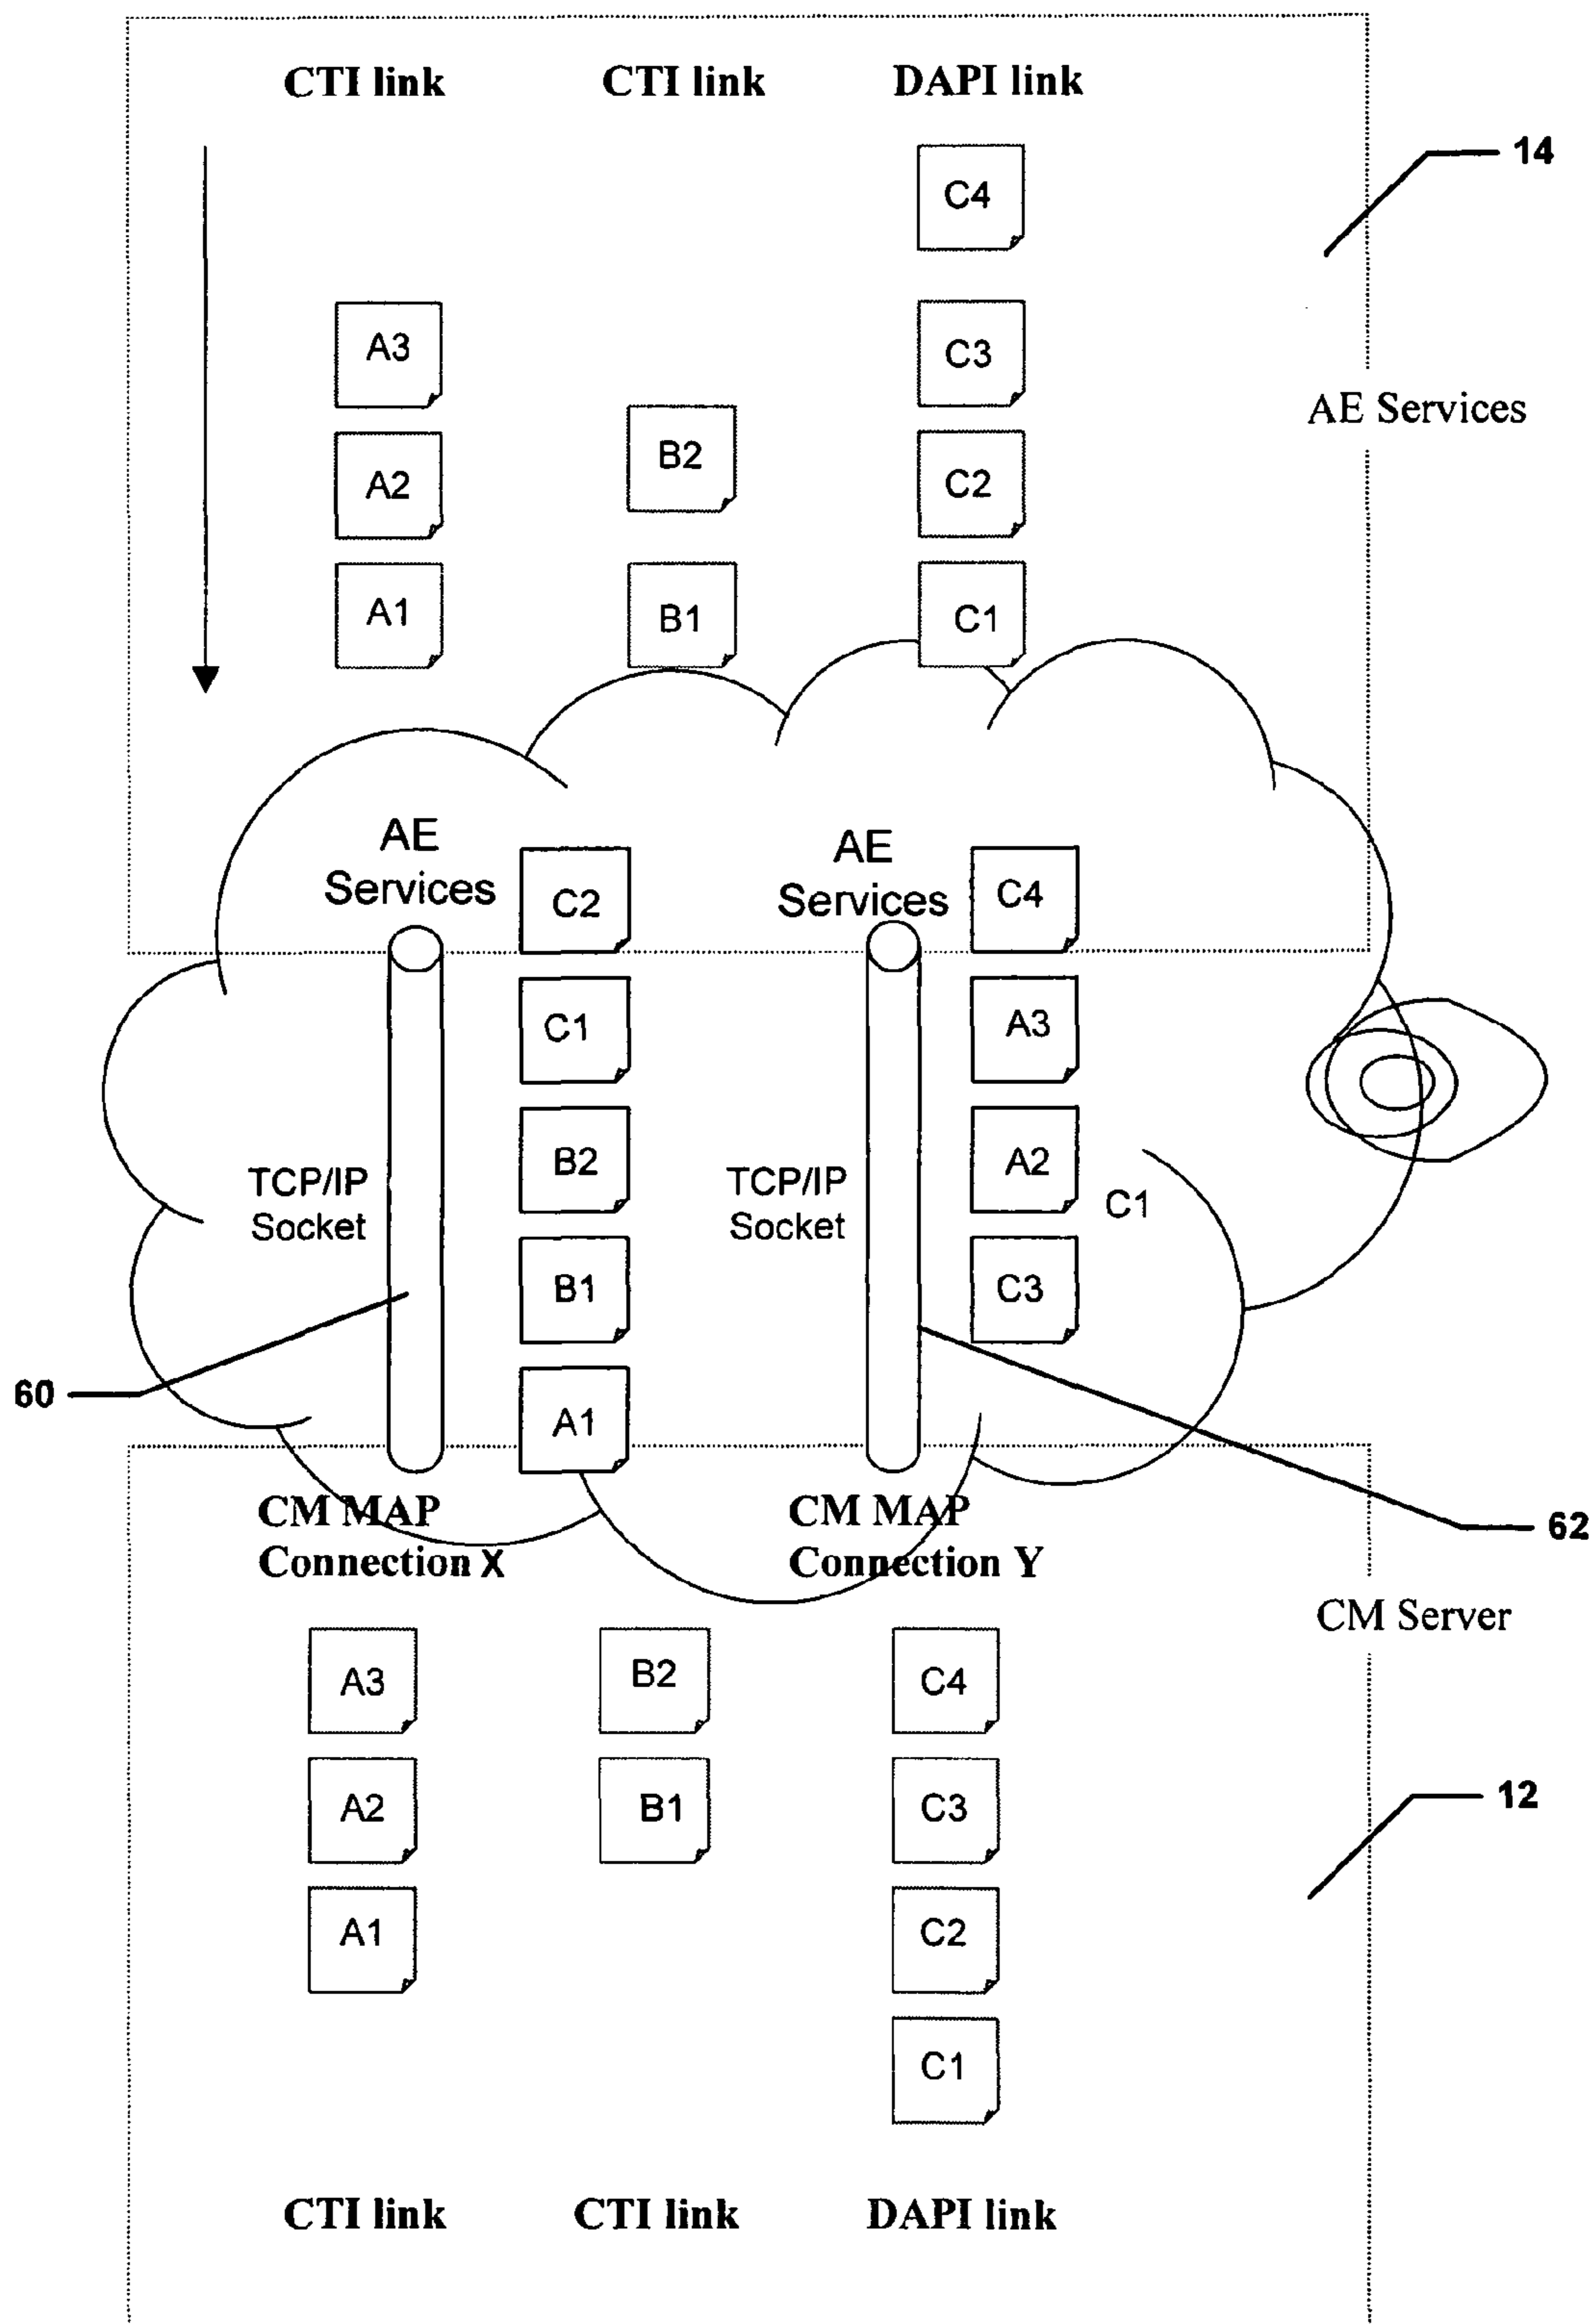 CTI link CTI link DAPI link
14
C4
A3 C3
AE Services
B2
A2 C2
A1 B1 C1
AE
Services
AE
Services
C2 C4
C1 A3
B2 A2
TCP/IP
Socket
TCP/IP
Socket
C1
B1 C3
60
A1
CM MAP
Connection X
CM MAP
Connection Y
62
CM Server
A3 B2 C4
A2 B1 C3
12
A1 C2
C1
CTI link CTI link DAPI link